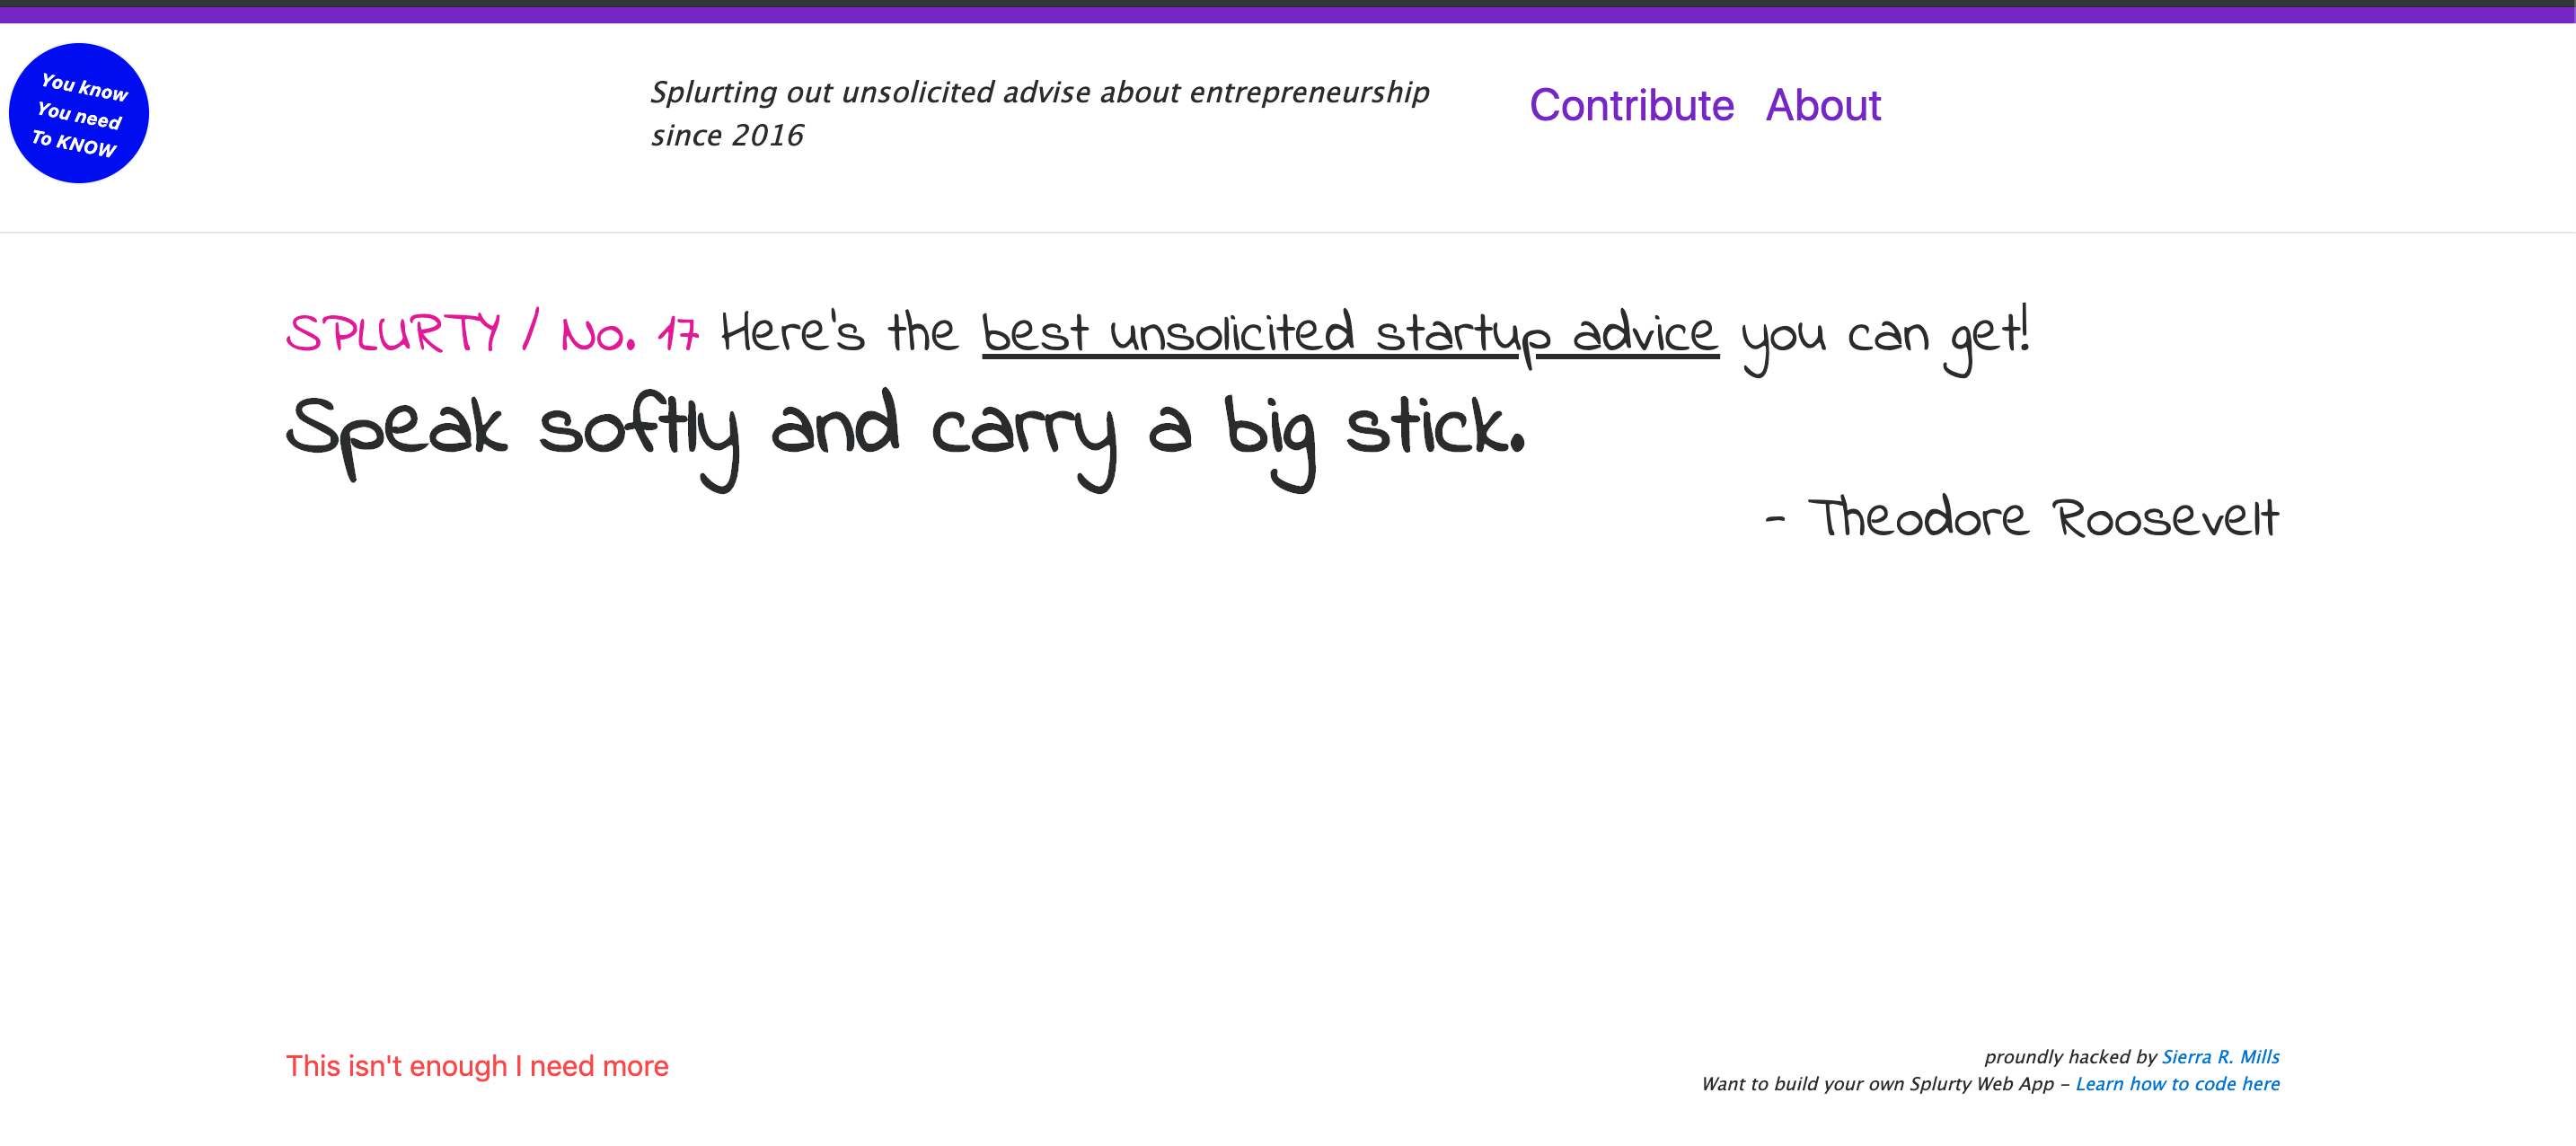 You know
You need
To KNOW
Splurting out unsolicited advise about entrepreneurship
since 2016
Contribute About
SPLURTY / No. 17 Here's the best unsolicited startup advice you can get!
Speak softly and carry a big stick.
- Theodore Roosevelt
This isn't enough I need more
proundly hacked by Sierra R. Mills
Want to build your own Splurty Web App – Learn how to code here